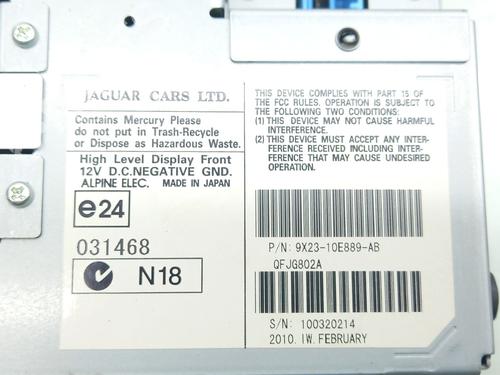 JAGUAR CARS LTD.
Contains Mercury Please
do not put in Trash-Recycle
or Dispose as Hazardous Waste.
High Level Display Front
12V D.C.NEGATIVE GND.
ALPINE ELEC. MADE IN JAPAN
e24
031468
N18
THIS DEVICE COMPLIES WITH PART 15 OF
THE FCC RULES. OPERATION IS SUBJECT TO
THE FOLLOWING TWO CONDITIONS:
(1) THIS DEVICE MAY NOT CAUSE HARMFUL
INTERFERENCE.
(2) THIS DEVICE MUST ACCEPT ANY INTER-
FERENCE RECEIVED INCLUDING INTER-
FERENCE THAT MAY CAUSE UNDESIRED
OPERATION.
P/N: 9X23-10E889-AB
QFJG802A
S/N: 100320214
2010. IW. FEBRUARY